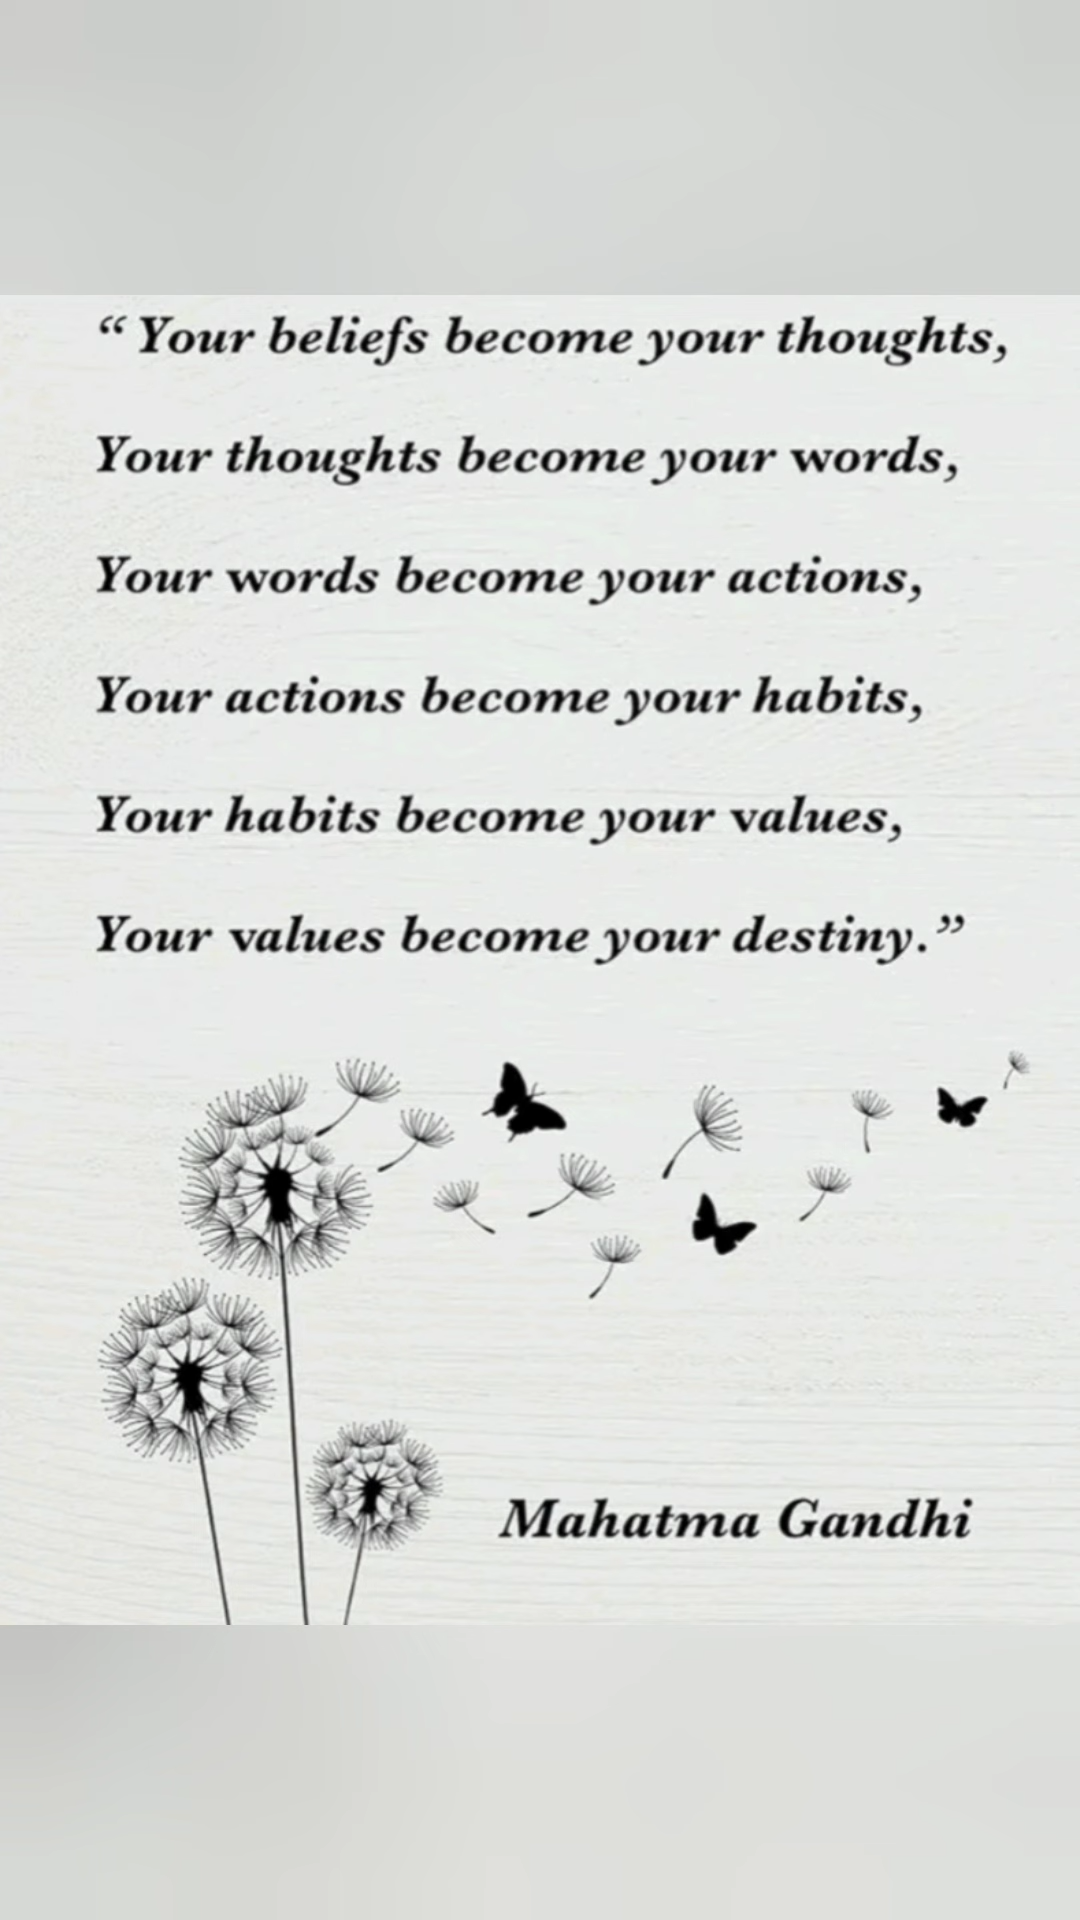 “ Your beliefs become your thoughts,
Your thoughts become your words,
Your words become your actions,
Your actions become your habits,
Your habits become your values,
Your values become your destiny.”
Mahatma Gandhi